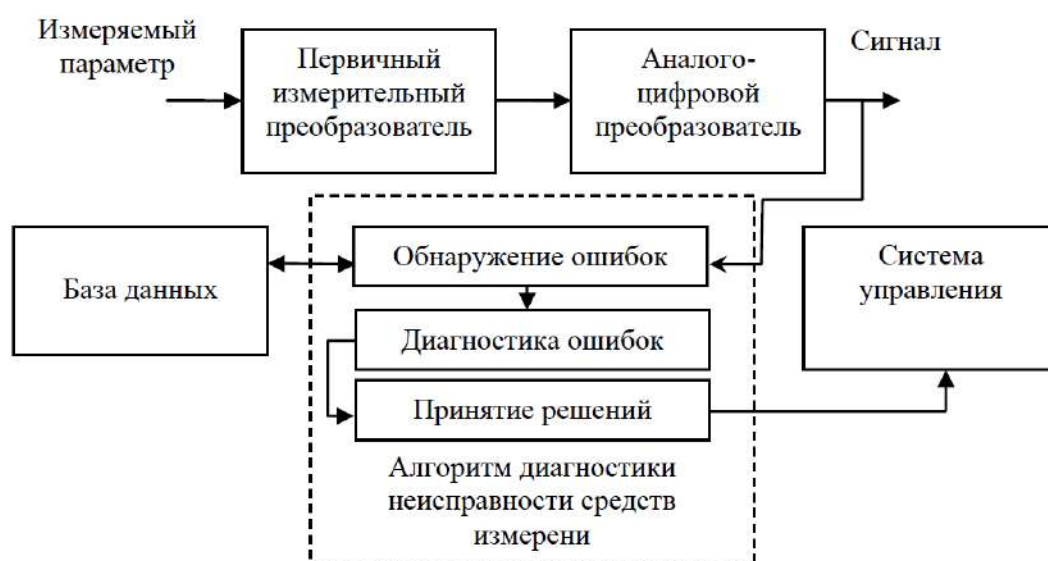 Измеряемый
параметр
Первичный
измерительный
преобразователь
Аналого-
цифровой
преобразователь
Сигнал
База данных
Обнаружение ошибок
Диагностика ошибок
Принятие решений
Алгоритм диагностики
неисправности средств
измерени
Система
управления